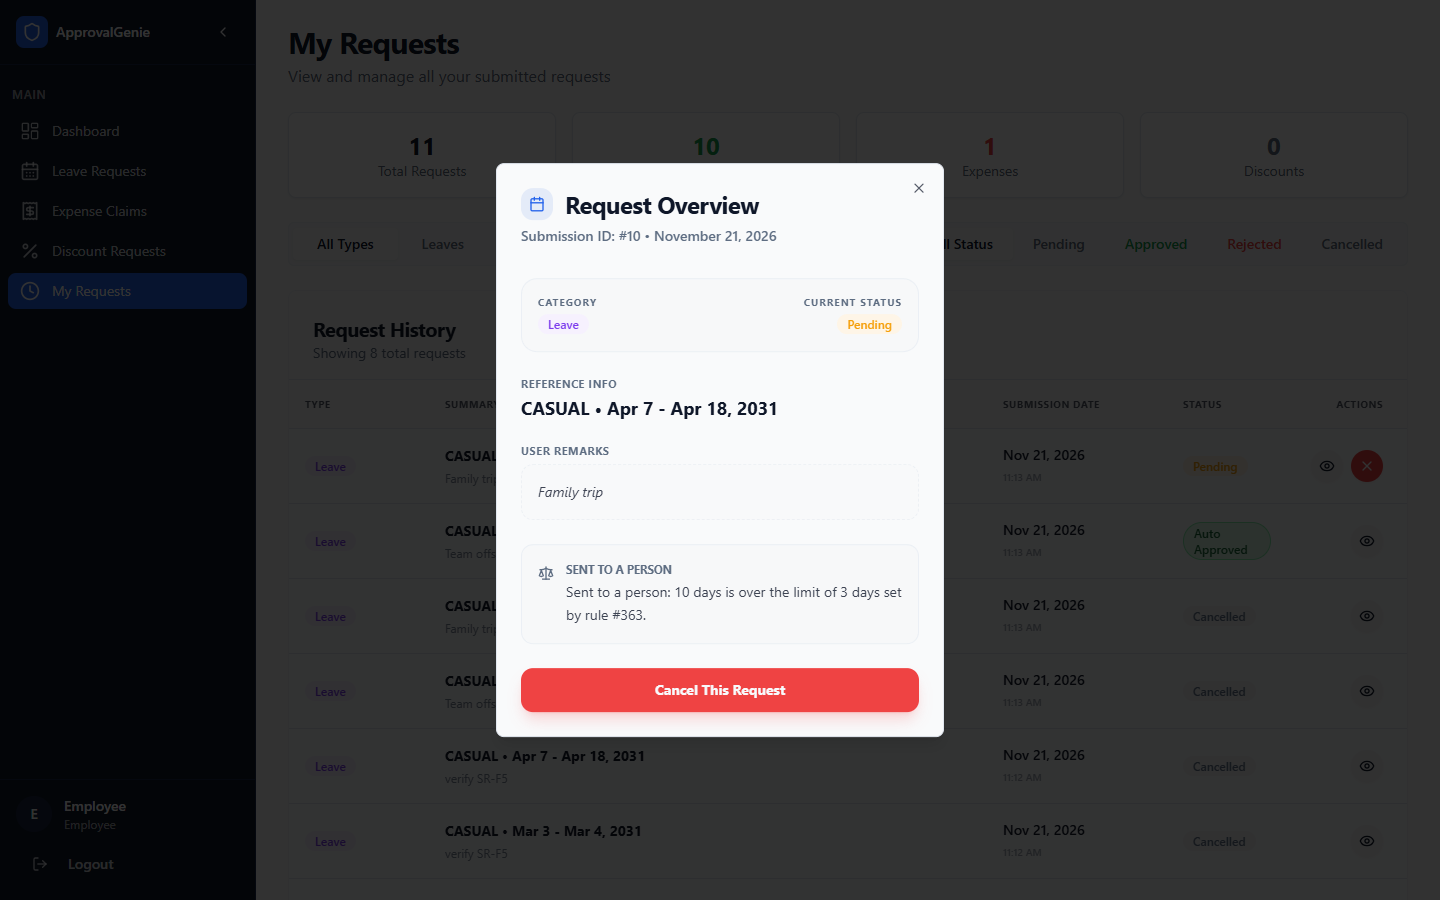 ApprovalGenie
MAIN
Dashboard
Leave Requests
Expense Claims
Discount Requests
My Requests
E
Employee
Employee
Logout
My Requests
View and manage all your submitted requests
11
Total Requests
10
1
Expenses
0
Discounts
All Types
Leaves
Status
Pending
Approved
Rejected
Cancelled
Request History
Showing 8 total requests
TYPE
SUBMISSION DATE
STATUS
ACTIONS
Leave
CASUAL
Family
Nov 21, 2026
11:13 AM
Pending
Leave
CASUAL
Team
Nov 21, 2026
11:13 AM
Auto
Approved
Leave
CASUAL
Family
Nov 21, 2026
11:13 AM
Cancelled
Leave
CASUAL
Team
Nov 21, 2026
11:13 AM
Cancelled
Leave
CASUAL • Apr 7 - Apr 18, 2031
verify SR-F5
Nov 21, 2026
11:12 AM
Cancelled
Leave
CASUAL • Mar 3 - Mar 4, 2031
verify SR-F5
Nov 21, 2026
11:12 AM
Cancelled
Request Overview
Submission ID: #10 • November 21, 2026
CATEGORY
CURRENT STATUS
Leave
Pending
REFERENCE INFO
CASUAL • Apr 7 - Apr 18, 2031
USER REMARKS
Family trip
SENT TO A PERSON
Sent to a person: 10 days is over the limit of 3 days set
by rule #363.
Cancel This Request